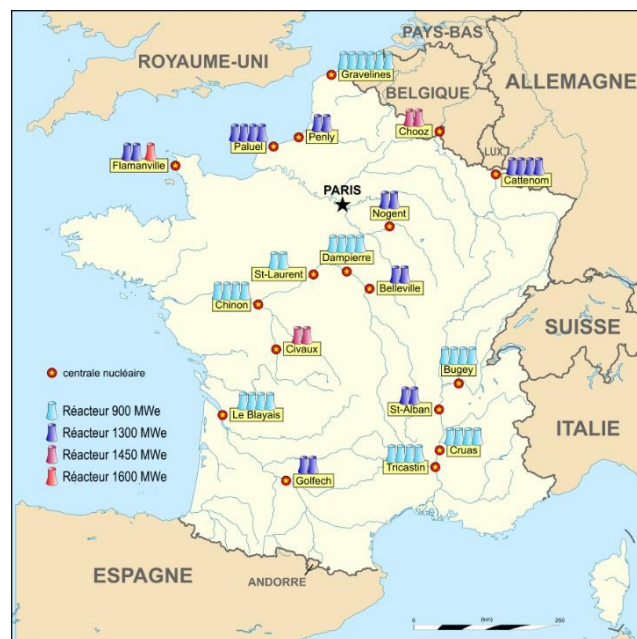 PAYS-BAS
ROYAUME-UNI
ALLEMAGNE
Gravelines
BELGIQUE
Penly
Chooz
Paluel
LUX.
Flamanville
Cattenom
PARIS
Nogent
Dampierre
St-Laurent
Belleville
Chinon
SUISSE
Civaux
Bugey
centrale nucléaire
Réacteur 900 MWe
Le Blayais
St-Alban
ITALIE
Réacteur 1300 MWe
Cruas
Réacteur 1450 MWe
Tricastin
Golfech
Réacteur 1600 MWe
ESPAGNE
ANDORRE
0 (km) 250